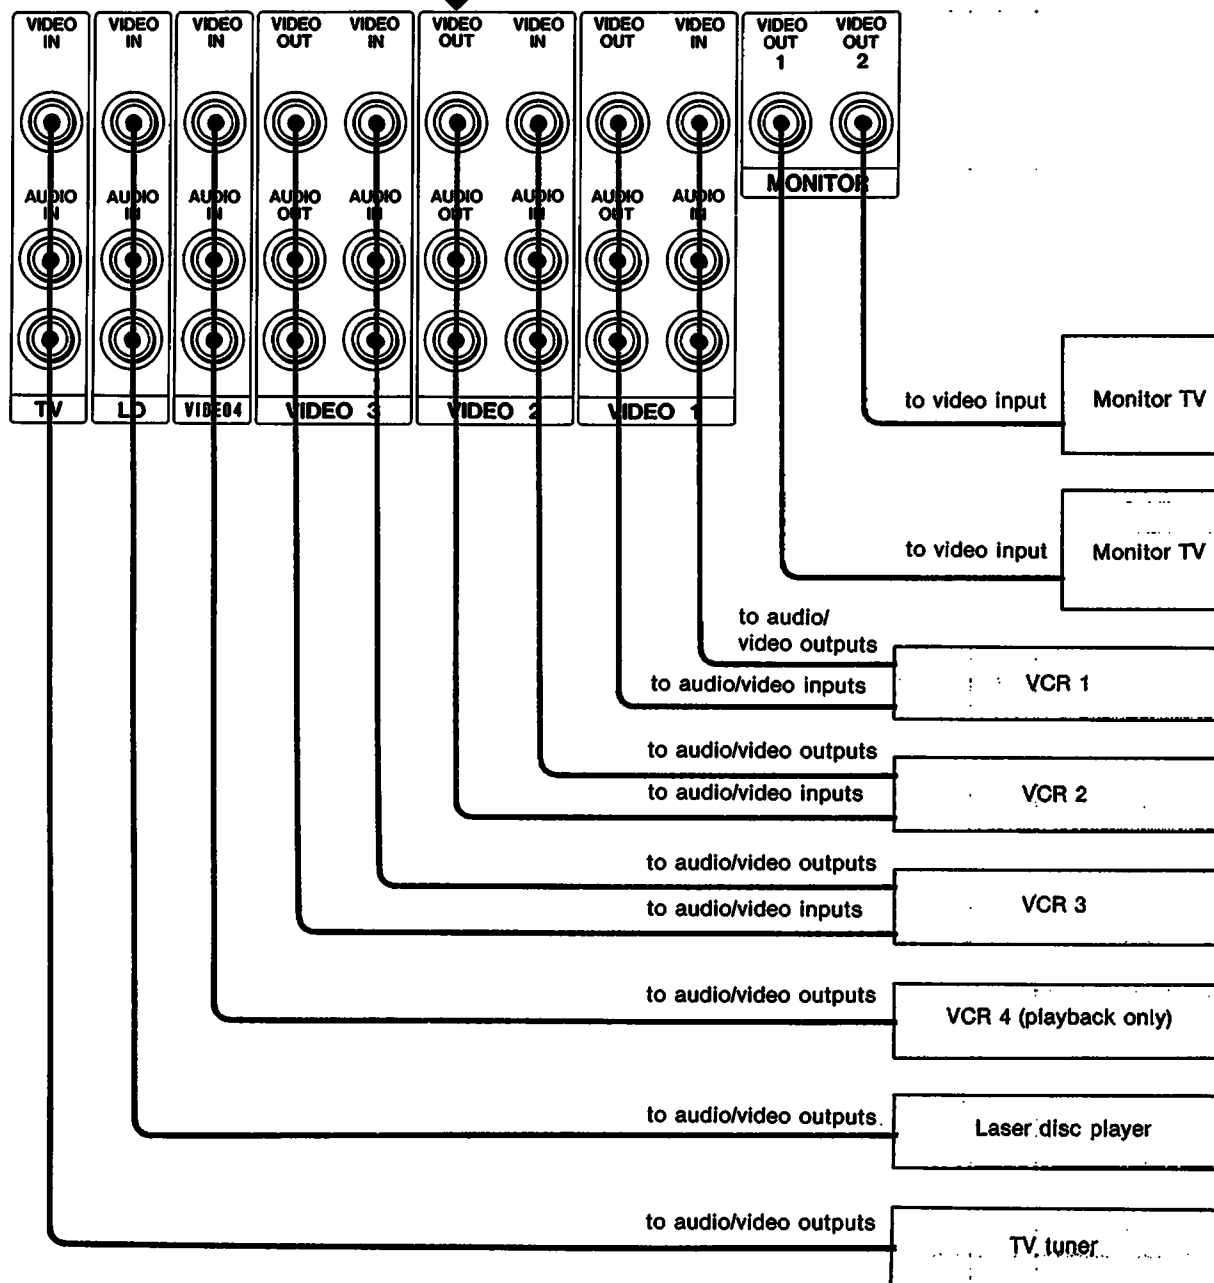 VIDEO IN
VIDEO IN
VIDEO IN
VIDEO OUT
VIDEO IN
VIDEO OUT
VIDEO IN
VIDEO OUT
VIDEO IN
VIDEO OUT 1
VIDEO OUT 2
MONITOR
AUDIO IN
AUDIO IN
AUDIO IN
AUDIO OUT
AUDIO IN
AUDIO OUT
AUDIO IN
AUDIO OUT
AUDIO IN
TV
LD
VIDEO4
VIDEO 3
VIDEO 2
VIDEO 1
to video input
Monitor TV
to video input
Monitor TV
to audio/
video outputs
to audio/video inputs
VCR 1
to audio/video outputs
to audio/video inputs
VCR 2
to audio/video outputs
to audio/video inputs
VCR 3
to audio/video outputs
VCR 4 (playback only)
to audio/video outputs
Laser disc player
to audio/video outputs
TV tuner